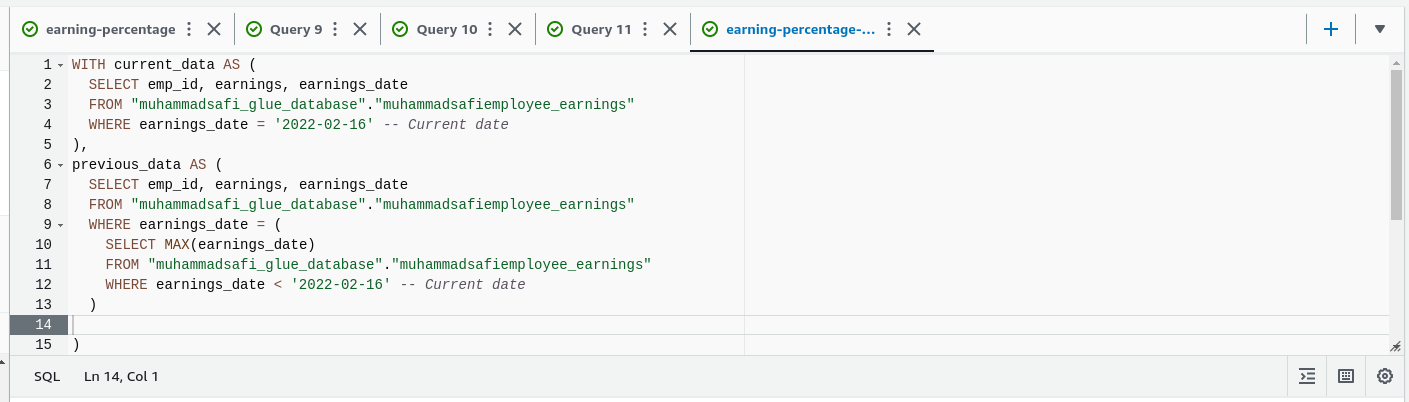 earning-percentage Query 9 Query 10 Query 11 earning-percentage-...
1 WITH current_data AS (
2 SELECT emp_id, earnings, earnings_date
3 FROM "muhammadsafi_glue_database"."muhammadsafiemployee_earnings"
4 WHERE earnings_date = '2022-02-16' -- Current date
5 ),
6 previous_data AS (
7 SELECT emp_id, earnings, earnings_date
8 FROM "muhammadsafi_glue_database"."muhammadsafiemployee_earnings"
9 WHERE earnings_date = (
10 SELECT MAX(earnings_date)
11 FROM "muhammadsafi_glue_database"."muhammadsafiemployee_earnings"
12 WHERE earnings_date < '2022-02-16' -- Current date
13 )
14
15 )
SQL Ln 14, Col 1